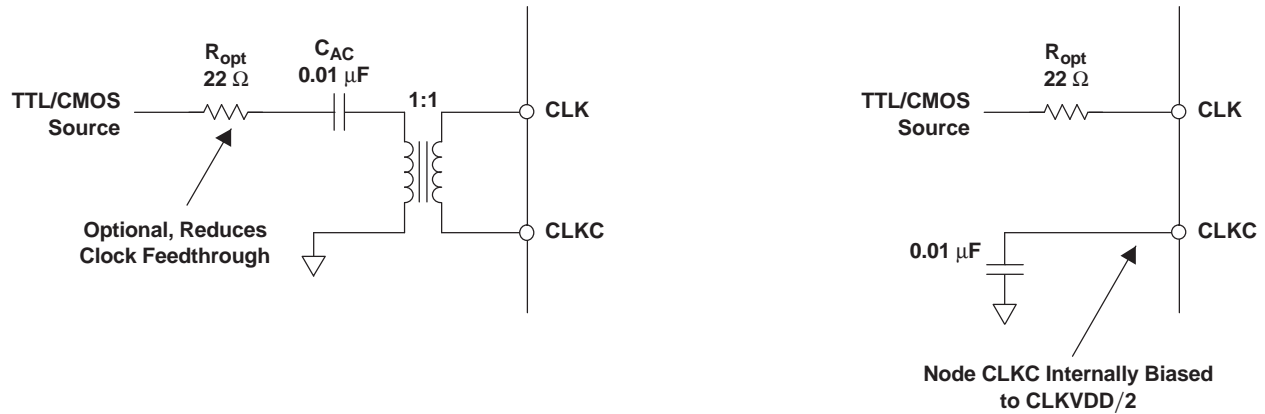 R_opt
22 Ω
C_AC
0.01 μF
1:1
TTL/CMOS
Source
CLK
CLKC
Optional, Reduces
Clock Feedthrough
R_opt
22 Ω
TTL/CMOS
Source
CLK
CLKC
0.01 μF
Node CLKC Internally Biased
to CLKVDD/2